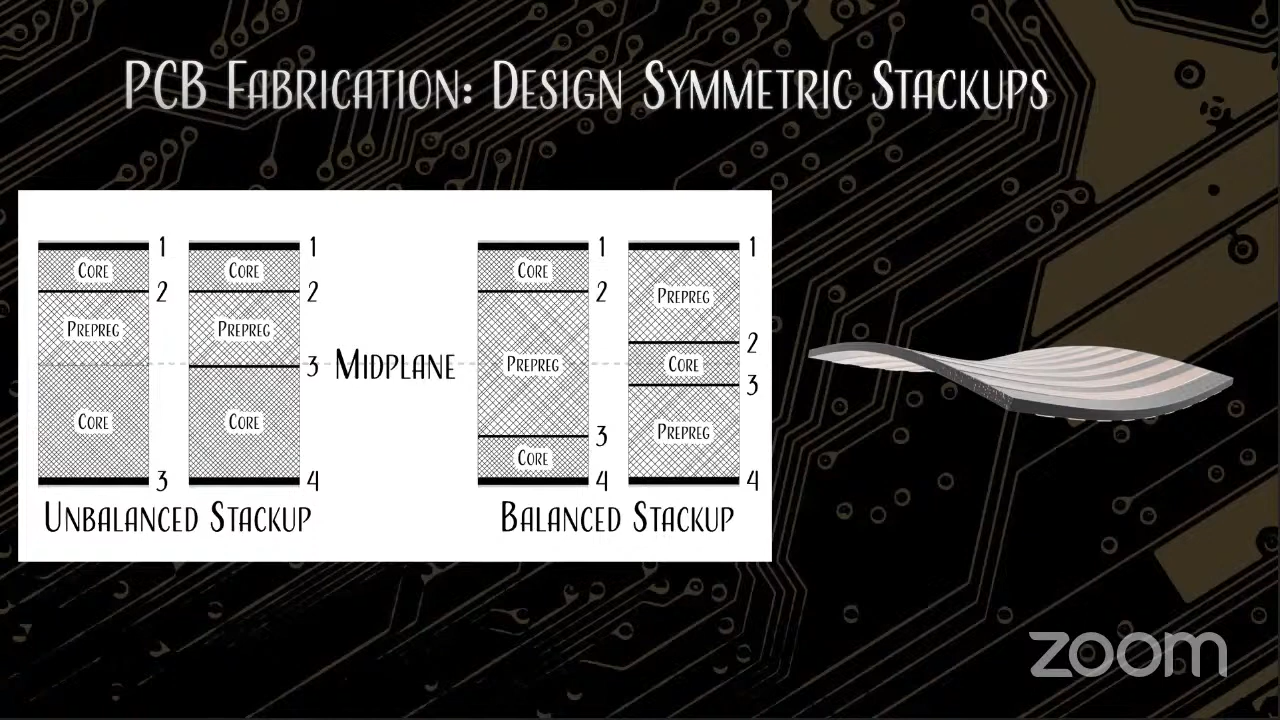 PCB Fabrication: Design Symmetric Stackups
1
Core
2
Prepreg
Core
3
1
Core
2
Prepreg
3
Core
4
Midplane
1
Core
2
Prepreg
3
Core
4
1
Prepreg
2
Core
3
Prepreg
4
Unbalanced Stackup
Balanced Stackup
zoom